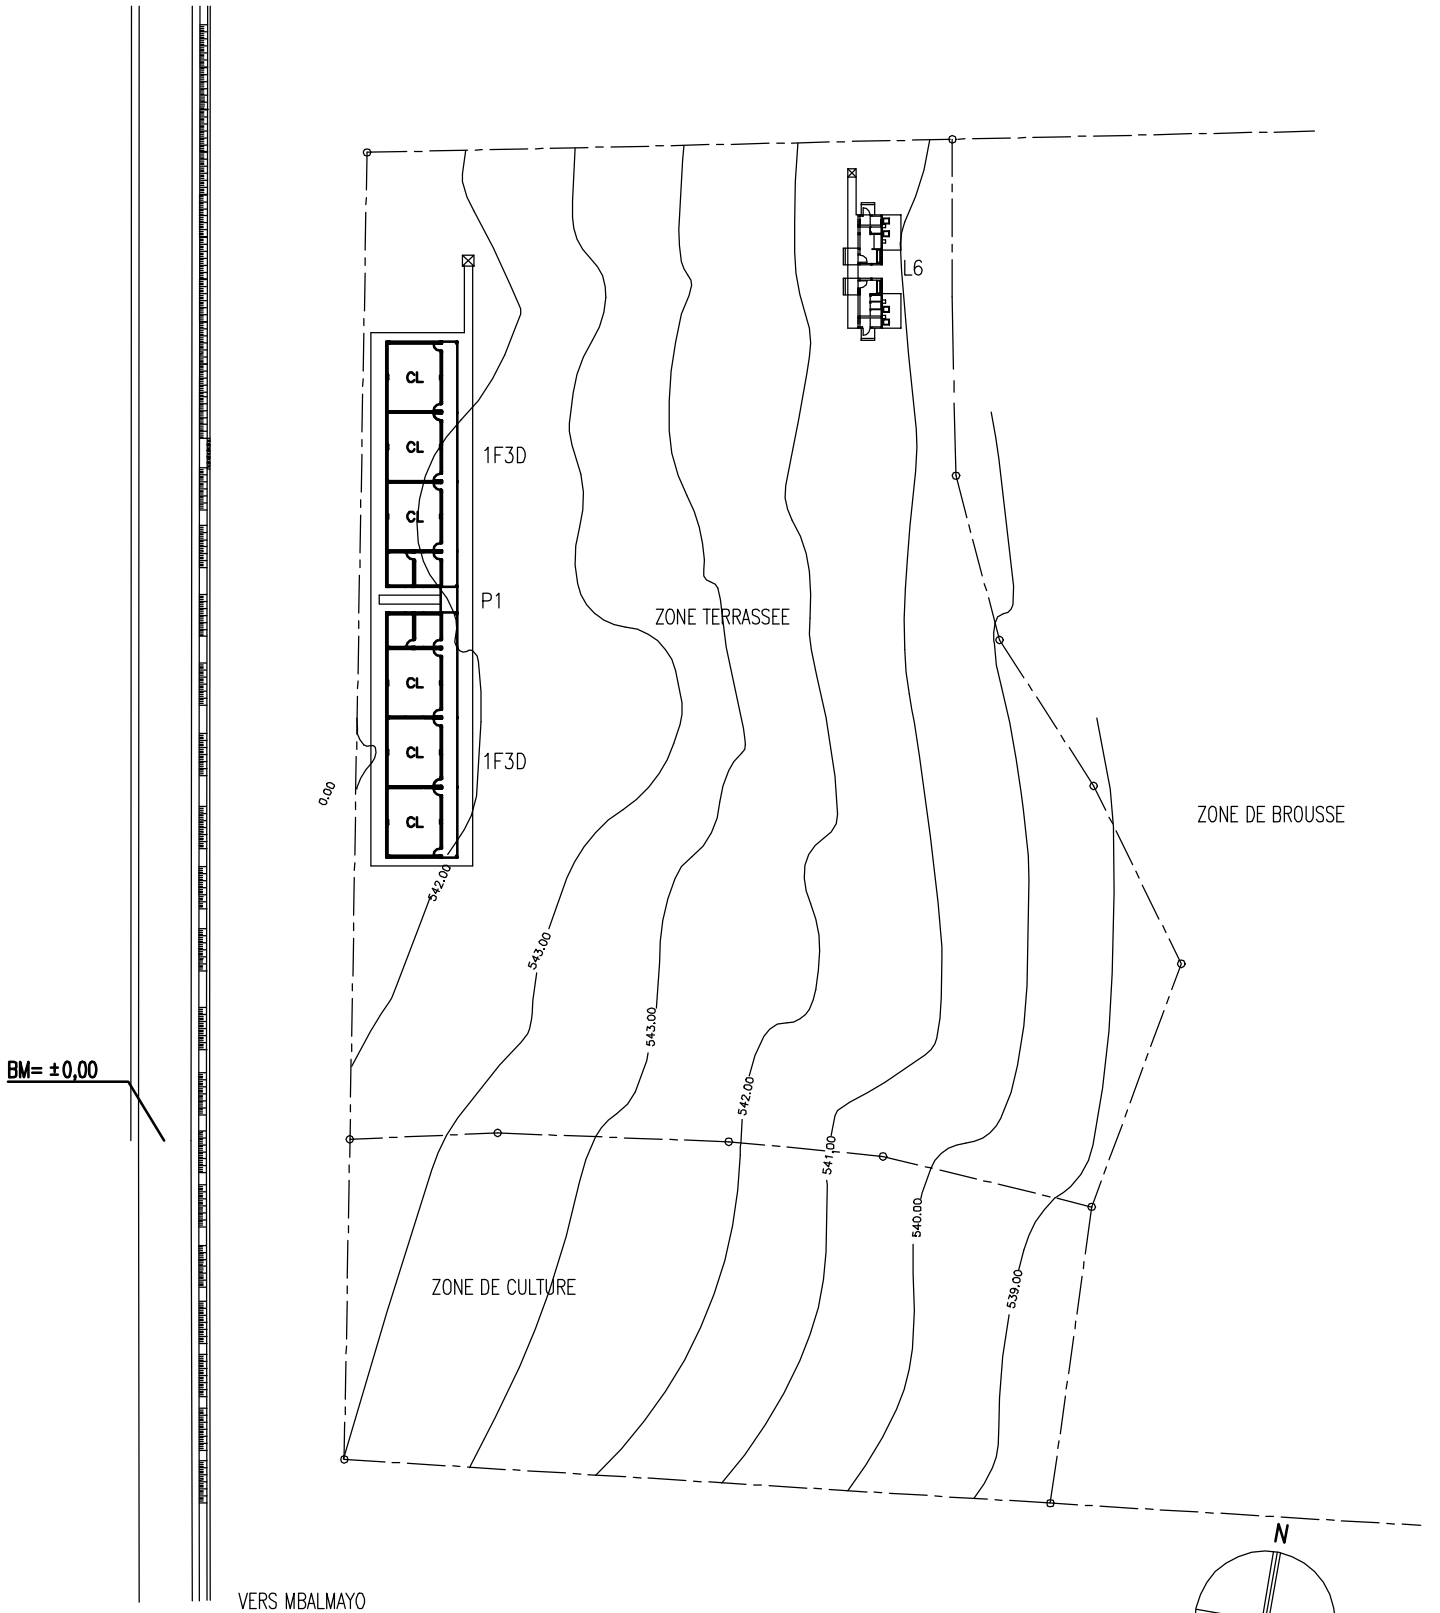 L6
CL
CL
1F3D
CL
P1
ZONE TERRASSEE
CL
CL
1F3D
0.00
ZONE DE BROUSSE
CL
542.00
543.00
543.00
BM= ±0,00
542.00
541.00
540.00
539.00
ZONE DE CULTURE
N
VERS MBALMAYO